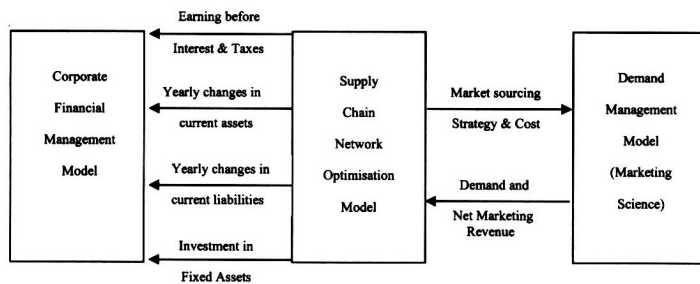 Earning before
Interest & Taxes
Corporate
Financial
Management
Model
Yearly changes in
current assets
Yearly changes in
current liabilities
Investment in
Fixed Assets
Supply
Chain
Network
Optimisation
Model
Market sourcing
Strategy & Cost
Demand and
Net Marketing
Revenue
Demand
Management
Model
(Marketing
Science)